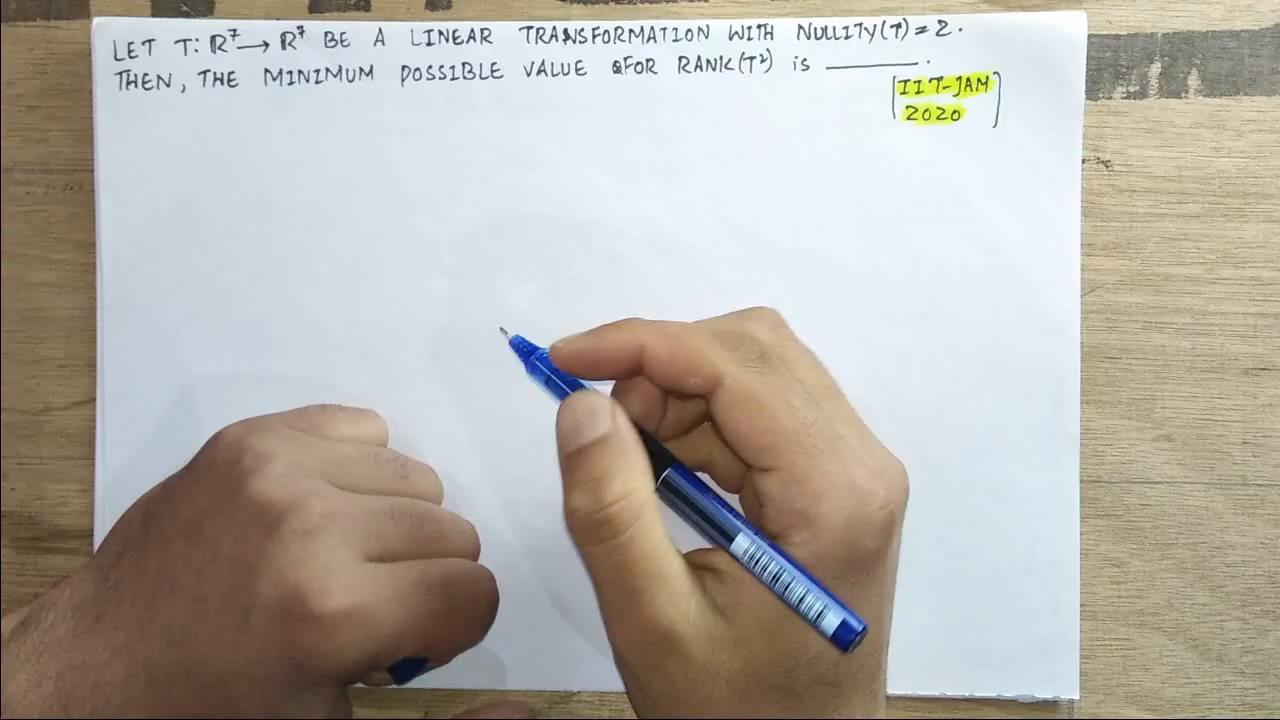 LET T: ℝ⁷ → ℝ⁷ BE A LINEAR TRANSFORMATION WITH NULLITY(T) = 2.
THEN, THE MINIMUM POSSIBLE VALUE FOR RANK(T²) IS ______.
[IIT-JAM
2020]